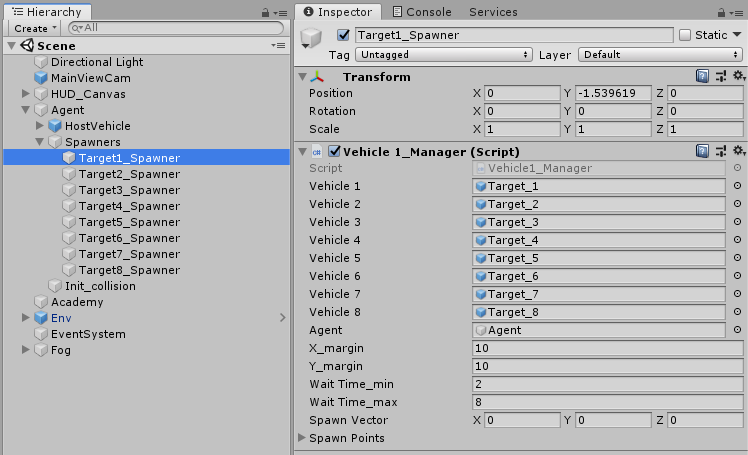 Hierarchy
Create
All
Scene
Directional Light
MainViewCam
HUD_Canvas
Agent
HostVehicle
Spawners
Target1_Spawner
Target2_Spawner
Target3_Spawner
Target4_Spawner
Target5_Spawner
Target6_Spawner
Target7_Spawner
Target8_Spawner
Init_collision
Academy
Env
EventSystem
Fog
Inspector Console Services
Target1_Spawner Static
Tag Untagged Layer Default
Transform
Position X 0 Y -1.539619 Z 0
Rotation X 0 Y 0 Z 0
Scale X 1 Y 1 Z 1
c#
Vehicle 1_Manager (Script)
Script Vehicle1_Manager
Vehicle 1 Target_1
Vehicle 2 Target_2
Vehicle 3 Target_3
Vehicle 4 Target_4
Vehicle 5 Target_5
Vehicle 6 Target_6
Vehicle 7 Target_7
Vehicle 8 Target_8
Agent Agent
X_margin 10
Y_margin 10
Wait Time_min 2
Wait Time_max 8
Spawn Vector X 0 Y 0 Z 0
Spawn Points